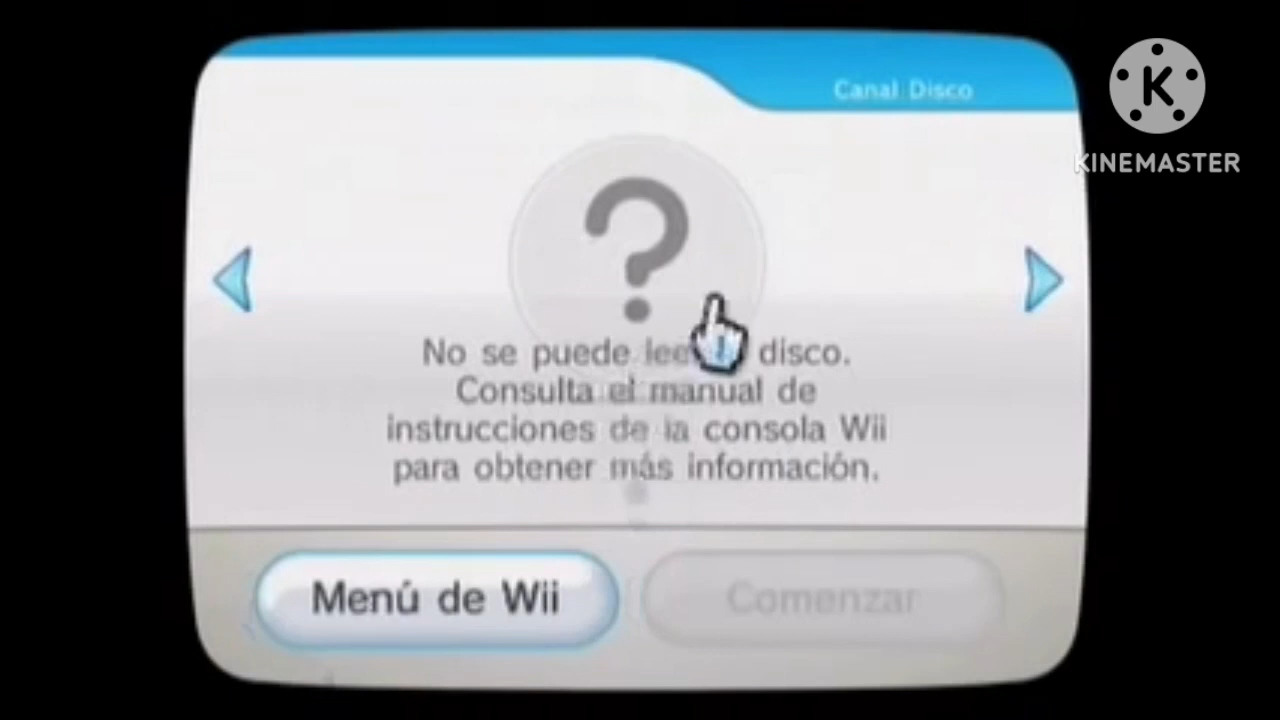 Canal Disco
KINEMASTER
No se puede lee disco.
Consulta el manual de
instrucciones de la consola Wii
para obtener más información.
Menú de Wii
Comenzar